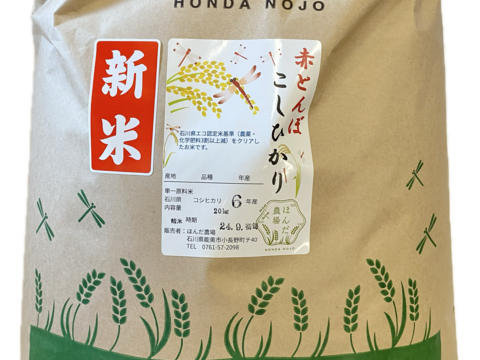 HONDA NOJO
新米
赤とんぼ
こしひかり
石川県エコ認定米基準（農薬・
化学肥料3割以上減）をクリアし
たお米です。
産地 品種 年産
単一原料米
石川県 コシヒカリ 6 年産
内容量 20kg
精米 時期 24.9.
販売者：ほんだ農場
石川県能美市小長野町チ40
TEL 0761-57-2098
ほんだ
農場
HONDA NOJO